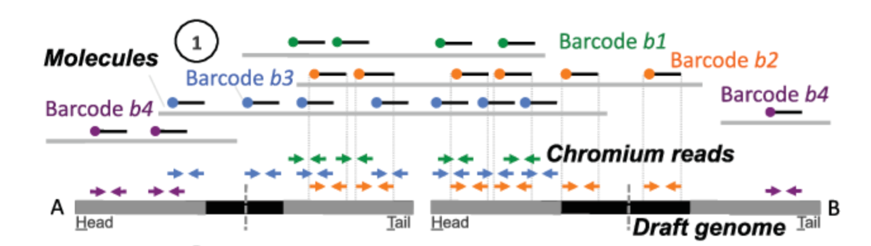 1
Barcode b1
Molecules
Barcode b2
Barcode b3
Barcode b4
Barcode b4
Chromium reads
A
B
Head
Tail
Head
Tail
Draft genome